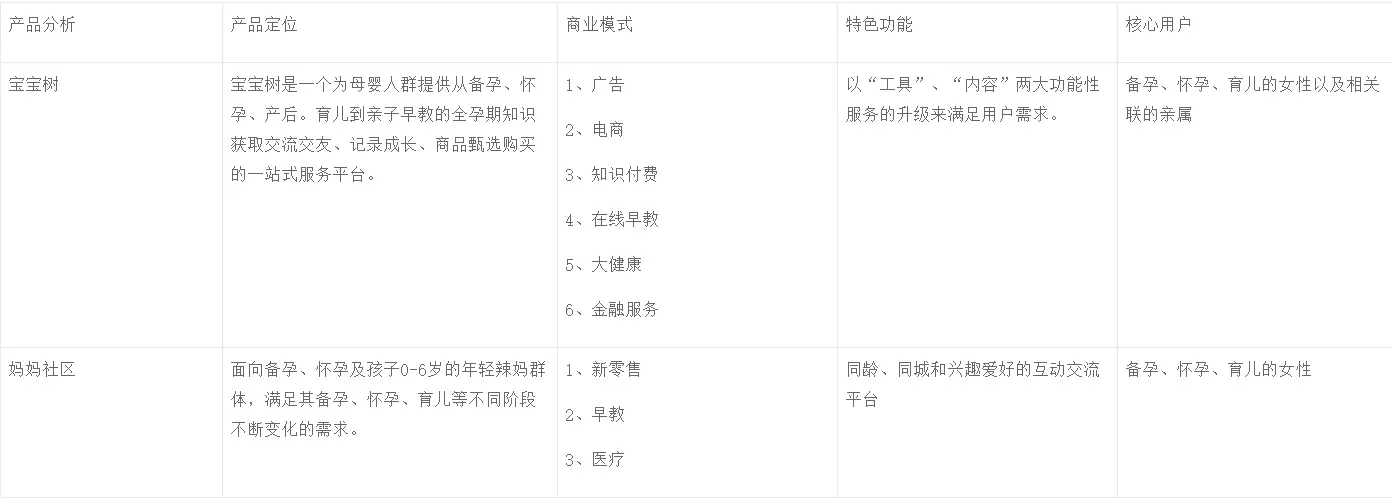 产品分析
产品定位
商业模式
特色功能
核心用户
宝宝树
宝宝树是一个为母婴人群提供从备孕、怀
孕、产后。育儿到亲子早教的全孕期知识
获取交流交友、记录成长、商品甄选购买
的一站式服务平台。
1、广告
2、电商
3、知识付费
4、在线早教
5、大健康
6、金融服务
以“工具”、“内容”两大功能性
服务的升级来满足用户需求。
备孕、怀孕、育儿的女性以及相关
联的亲属
妈妈社区
面向备孕、怀孕及孩子0-6岁的年轻辣妈群
体，满足其备孕、怀孕、育儿等不同阶段
不断变化的需求。
1、新零售
2、早教
3、医疗
同龄、同城和兴趣爱好的互动交流
平台
备孕、怀孕、育儿的女性